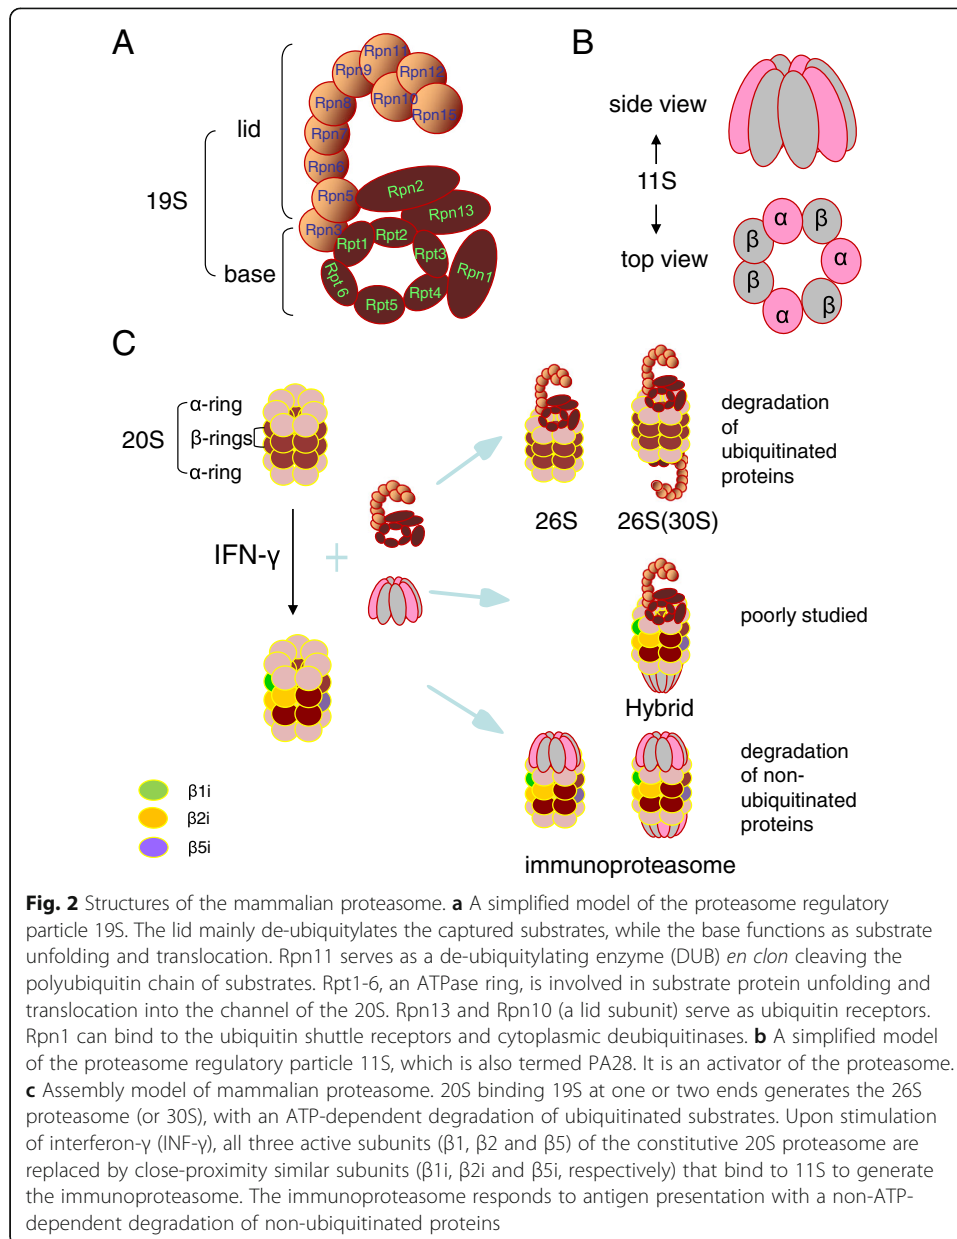 A
Rpn11
Rpn9
Rpn12
Rpn8
Rpn10
Rpn15
lid
Rpn7
Rpn6
19S
Rpn5
Rpn2
Rpn13
Rpn3
Rpt1
Rpt2
Rpt3
Rpn1
base
Rpt 6
Rpt4
Rpt5
B
side view
11S
top view
α
β
β
α
β
α
β
C
α-ring
20S
β-rings
α-ring
IFN-γ
+
26S
26S(30S)
degradation
of
ubiquitinated
proteins
poorly studied
Hybrid
degradation
of non-
ubiquitinated
proteins
immunoproteasome
β1i
β2i
β5i
Fig. 2 Structures of the mammalian proteasome. a A simplified model of the proteasome regulatory
particle 19S. The lid mainly de-ubiquitylates the captured substrates, while the base functions as substrate
unfolding and translocation. Rpn11 serves as a de-ubiquitylating enzyme (DUB) en clon cleaving the
polyubiquitin chain of substrates. Rpt1-6, an ATPase ring, is involved in substrate protein unfolding and
translocation into the channel of the 20S. Rpn13 and Rpn10 (a lid subunit) serve as ubiquitin receptors.
Rpn1 can bind to the ubiquitin shuttle receptors and cytoplasmic deubiquitinases. b A simplified model
of the proteasome regulatory particle 11S, which is also termed PA28. It is an activator of the proteasome.
c Assembly model of mammalian proteasome. 20S binding 19S at one or two ends generates the 26S
proteasome (or 30S), with an ATP-dependent degradation of ubiquitinated substrates. Upon stimulation
of interferon-γ (INF-γ), all three active subunits (β1, β2 and β5) of the constitutive 20S proteasome are
replaced by close-proximity similar subunits (β1i, β2i and β5i, respectively) that bind to 11S to generate
the immunoproteasome. The immunoproteasome responds to antigen presentation with a non-ATP-
dependent degradation of non-ubiquitinated proteins